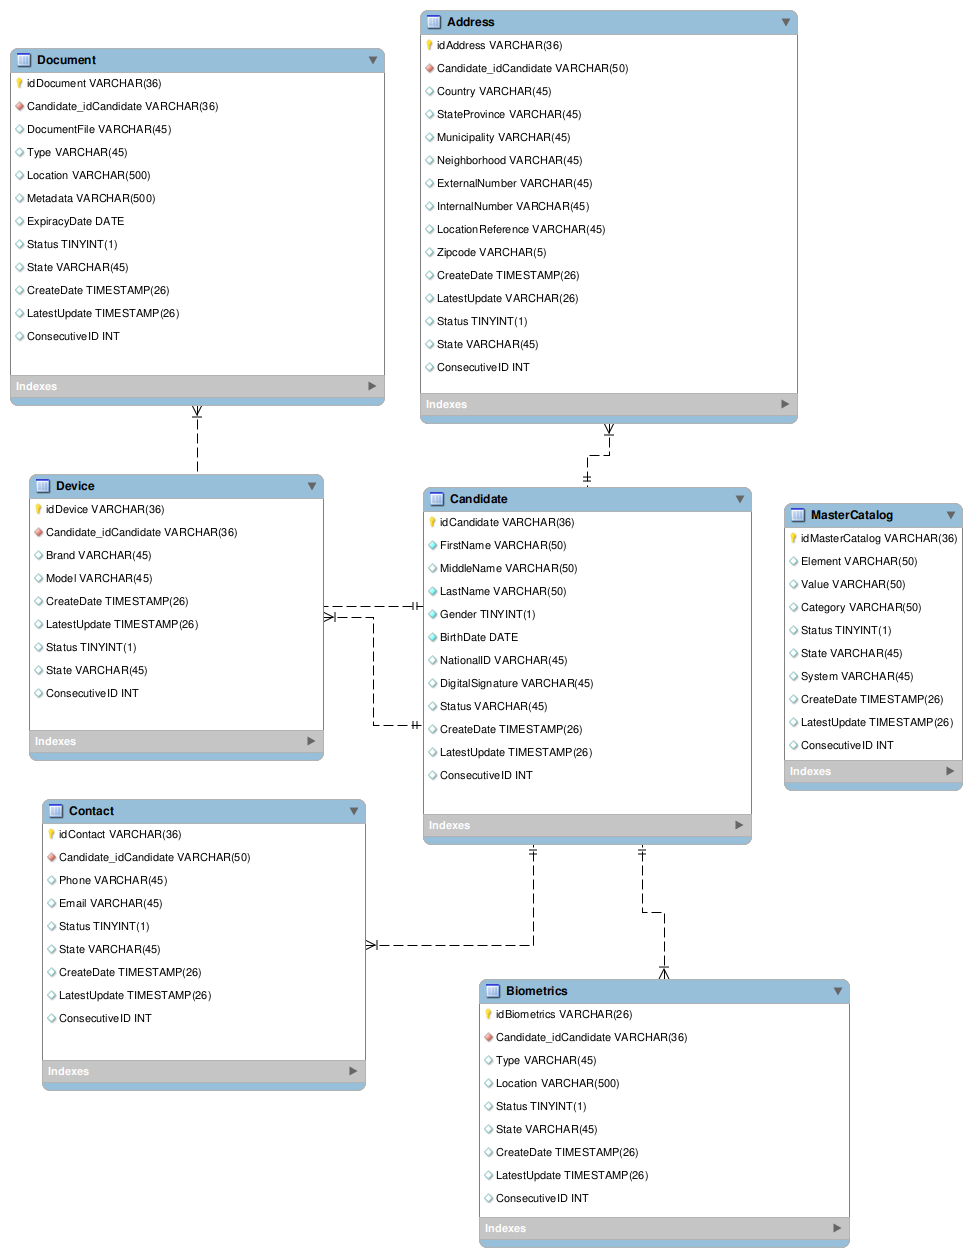 Document
idDocument VARCHAR(36)
Candidate_idCandidate VARCHAR(36)
DocumentFile VARCHAR(45)
Type VARCHAR(45)
Location VARCHAR(500)
Metadata VARCHAR(500)
ExpiracyDate DATE
Status TINYINT(1)
State VARCHAR(45)
CreateDate TIMESTAMP(26)
LatestUpdate TIMESTAMP(26)
ConsecutiveID INT
Indexes
Address
idAddress VARCHAR(36)
Candidate_idCandidate VARCHAR(50)
Country VARCHAR(45)
StateProvince VARCHAR(45)
Municipality VARCHAR(45)
Neighborhood VARCHAR(45)
ExternalNumber VARCHAR(45)
InternalNumber VARCHAR(45)
LocationReference VARCHAR(45)
Zipcode VARCHAR(5)
CreateDate TIMESTAMP(26)
LatestUpdate VARCHAR(26)
Status TINYINT(1)
State VARCHAR(45)
ConsecutiveID INT
Indexes
Device
idDevice VARCHAR(36)
Candidate_idCandidate VARCHAR(36)
Brand VARCHAR(45)
Model VARCHAR(45)
CreateDate TIMESTAMP(26)
LatestUpdate TIMESTAMP(26)
Status TINYINT(1)
State VARCHAR(45)
ConsecutiveID INT
Indexes
Candidate
idCandidate VARCHAR(36)
FirstName VARCHAR(50)
MiddleName VARCHAR(50)
LastName VARCHAR(50)
Gender TINYINT(1)
BirthDate DATE
NationalID VARCHAR(45)
DigitalSignature VARCHAR(45)
Status VARCHAR(45)
CreateDate TIMESTAMP(26)
LatestUpdate TIMESTAMP(26)
ConsecutiveID INT
Indexes
MasterCatalog
idMasterCatalog VARCHAR(36)
Element VARCHAR(50)
Value VARCHAR(50)
Category VARCHAR(50)
Status TINYINT(1)
State VARCHAR(45)
System VARCHAR(45)
CreateDate TIMESTAMP(26)
LatestUpdate TIMESTAMP(26)
ConsecutiveID INT
Indexes
Contact
idContact VARCHAR(36)
Candidate_idCandidate VARCHAR(50)
Phone VARCHAR(45)
Email VARCHAR(45)
Status TINYINT(1)
State VARCHAR(45)
CreateDate TIMESTAMP(26)
LatestUpdate TIMESTAMP(26)
ConsecutiveID INT
Indexes
Biometrics
idBiometrics VARCHAR(26)
Candidate_idCandidate VARCHAR(36)
Type VARCHAR(45)
Location VARCHAR(500)
Status TINYINT(1)
State VARCHAR(45)
CreateDate TIMESTAMP(26)
LatestUpdate TIMESTAMP(26)
ConsecutiveID INT
Indexes